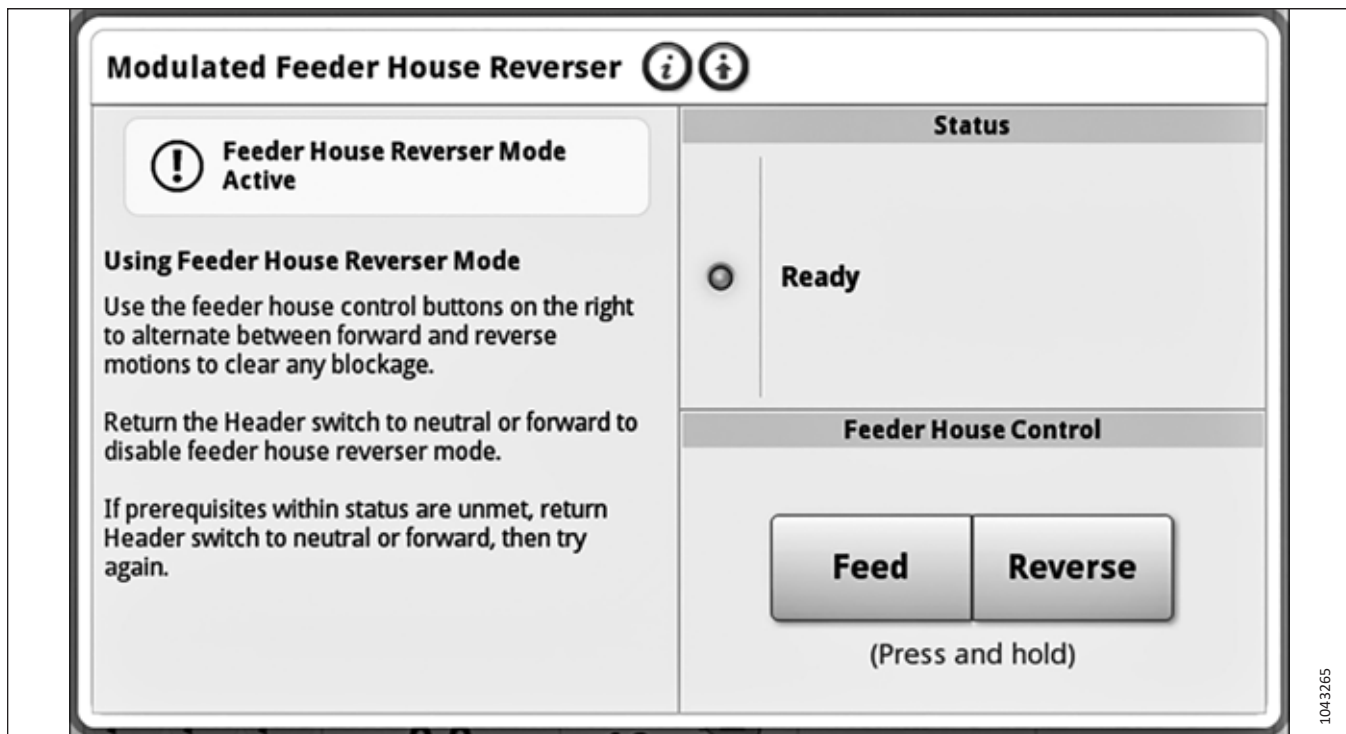 Modulated Feeder House Reverser
Feeder House Reverser Mode
Active
Using Feeder House Reverser Mode
Use the feeder house control buttons on the right
to alternate between forward and reverse
motions to clear any blockage.
Return the Header switch to neutral or forward to
disable feeder house reverser mode.
If prerequisites within status are unmet, return
Header switch to neutral or forward, then try
again.
Status
Ready
Feeder House Control
Feed
Reverse
(Press and hold)
1043265